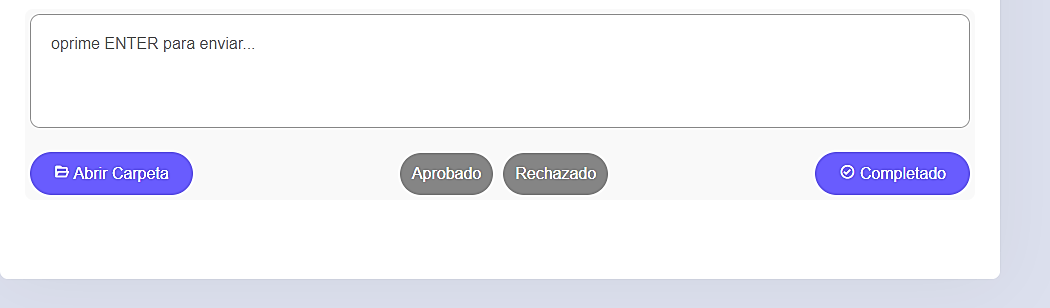 oprime ENTER para enviar...
Abrir Carpeta
Aprobado
Rechazado
Completado